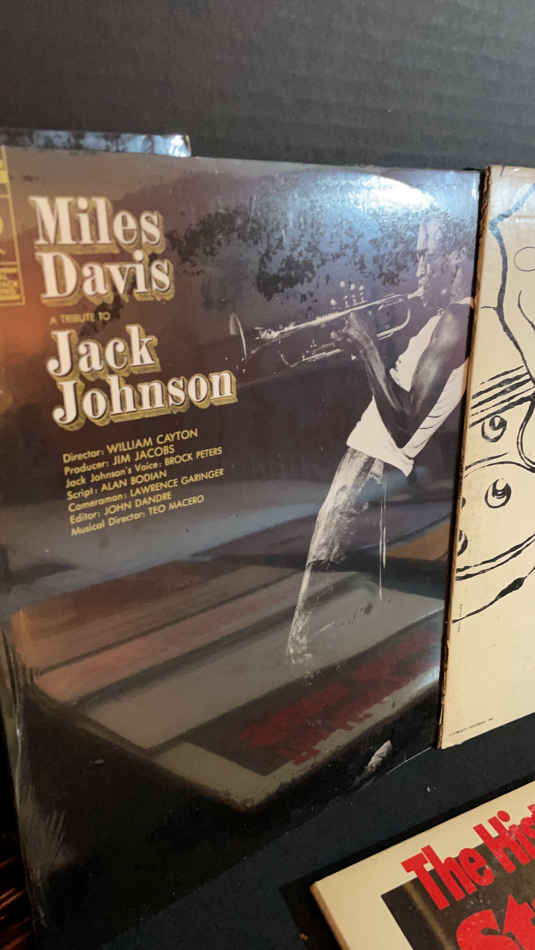 Miles
Davis
A TRIBUTE TO
Jack
Johnson
Director: WILLIAM CAYTON
Producer: JIM JACOBS
Jack Johnson's Voice: BROCK PETERS
Script: ALAN BODIAN
Cameraman: LAWRENCE GARINGER
Editor: JOHN DANDRE
Musical Director: TEO MACERO
The